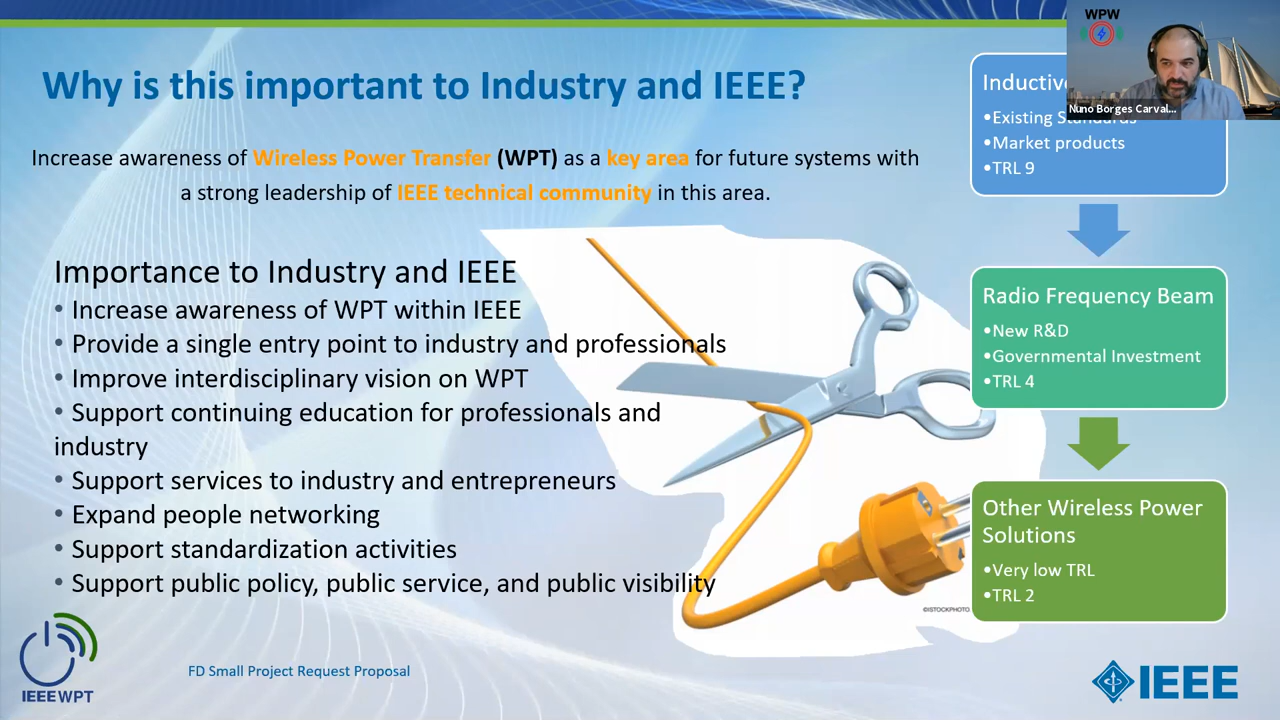 WPW
Nuno Borges Carval...
Why is this important to Industry and IEEE?
Increase awareness of Wireless Power Transfer (WPT) as a key area for future systems with
a strong leadership of IEEE technical community in this area.
Importance to Industry and IEEE
• Increase awareness of WPT within IEEE
• Provide a single entry point to industry and professionals
• Improve interdisciplinary vision on WPT
• Support continuing education for professionals and
industry
• Support services to industry and entrepreneurs
• Expand people networking
• Support standardization activities
• Support public policy, public service, and public visibility
Inductive
•Existing Standards
•Market products
•TRL 9
Radio Frequency Beam
•New R&D
•Governmental Investment
•TRL 4
Other Wireless Power
Solutions
•Very low TRL
•TRL 2
©ISTOCKPHOTO
IEEE WPT
FD Small Project Request Proposal
IEEE